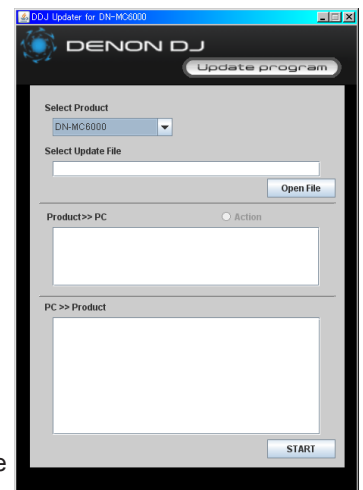 DDJ Updater for DN-MC6000
DENON DJ
Update program
Select Product
DN-MC6000
Select Update File
Open File
Product>> PC
Action
PC >> Product
START
e